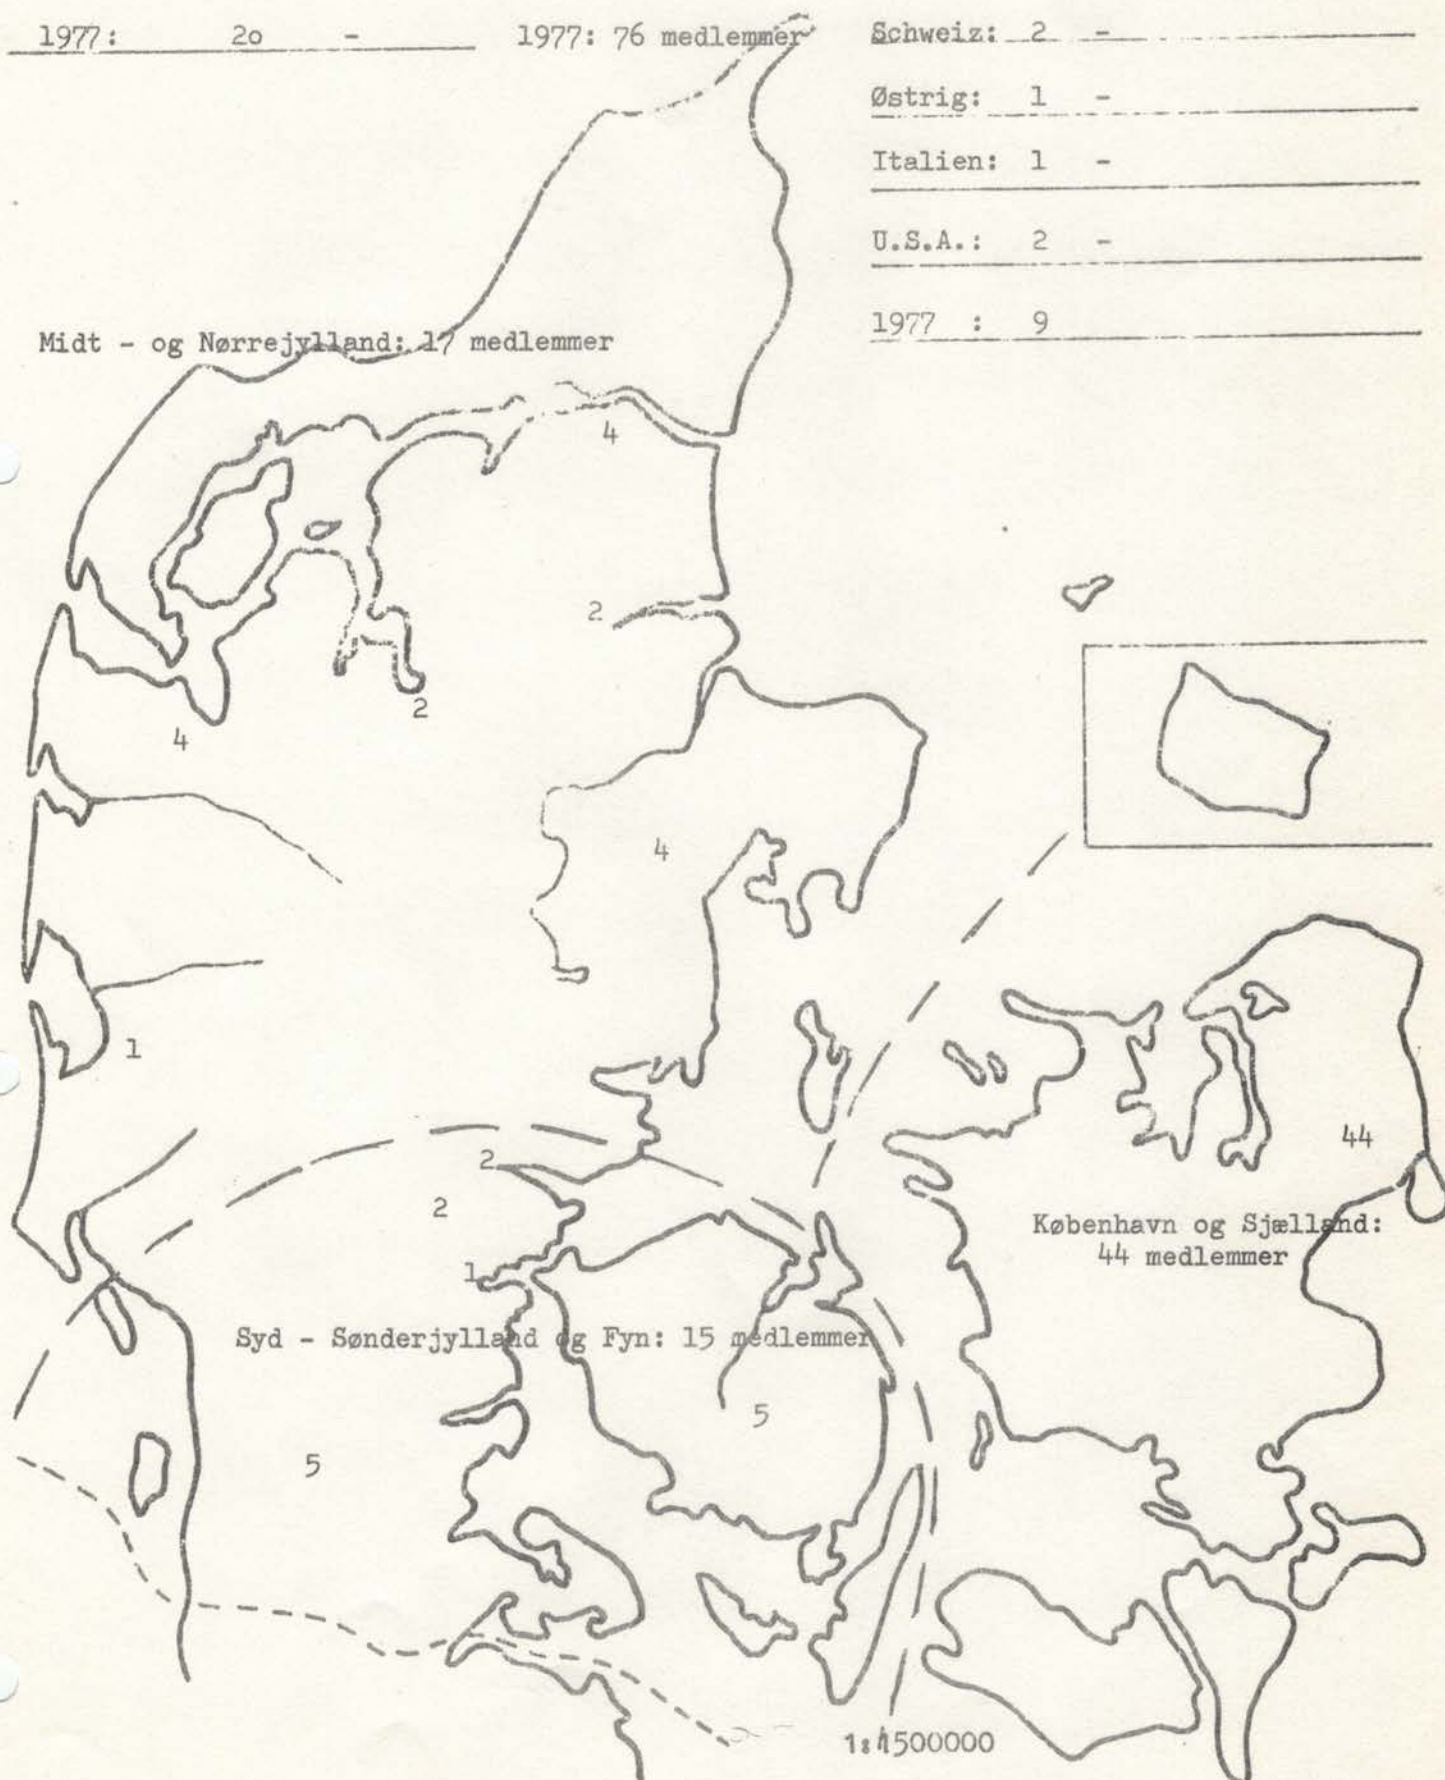 1977: 2o -
1977: 76 medlemmer
Schweiz: 2 -
Østrig: 1 -
Italien: 1 -
U.S.A.: 2 -
1977 : 9
Midt - og Nørrejylland: 17 medlemmer
4
2
2
4
4
1
44
2
2
København og Sjælland:
44 medlemmer
1
Syd - Sønderjylland og Fyn: 15 medlemmer
5
5
1:1500000